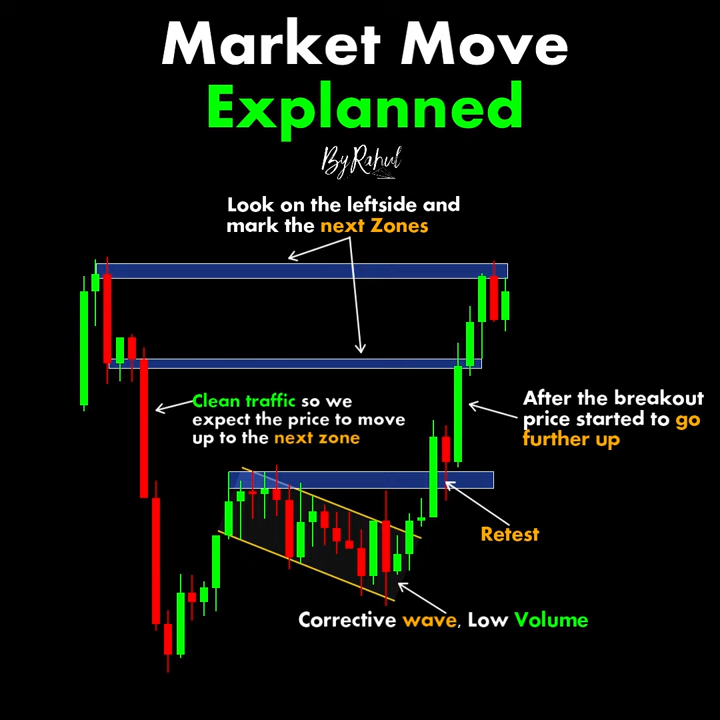 Market Move
Explanned
By Rahul
Look on the leftside and
mark the next Zones
Clean traffic so we
expect the price to move
up to the next zone
After the breakout
price started to go
further up
Retest
Corrective wave, Low Volume